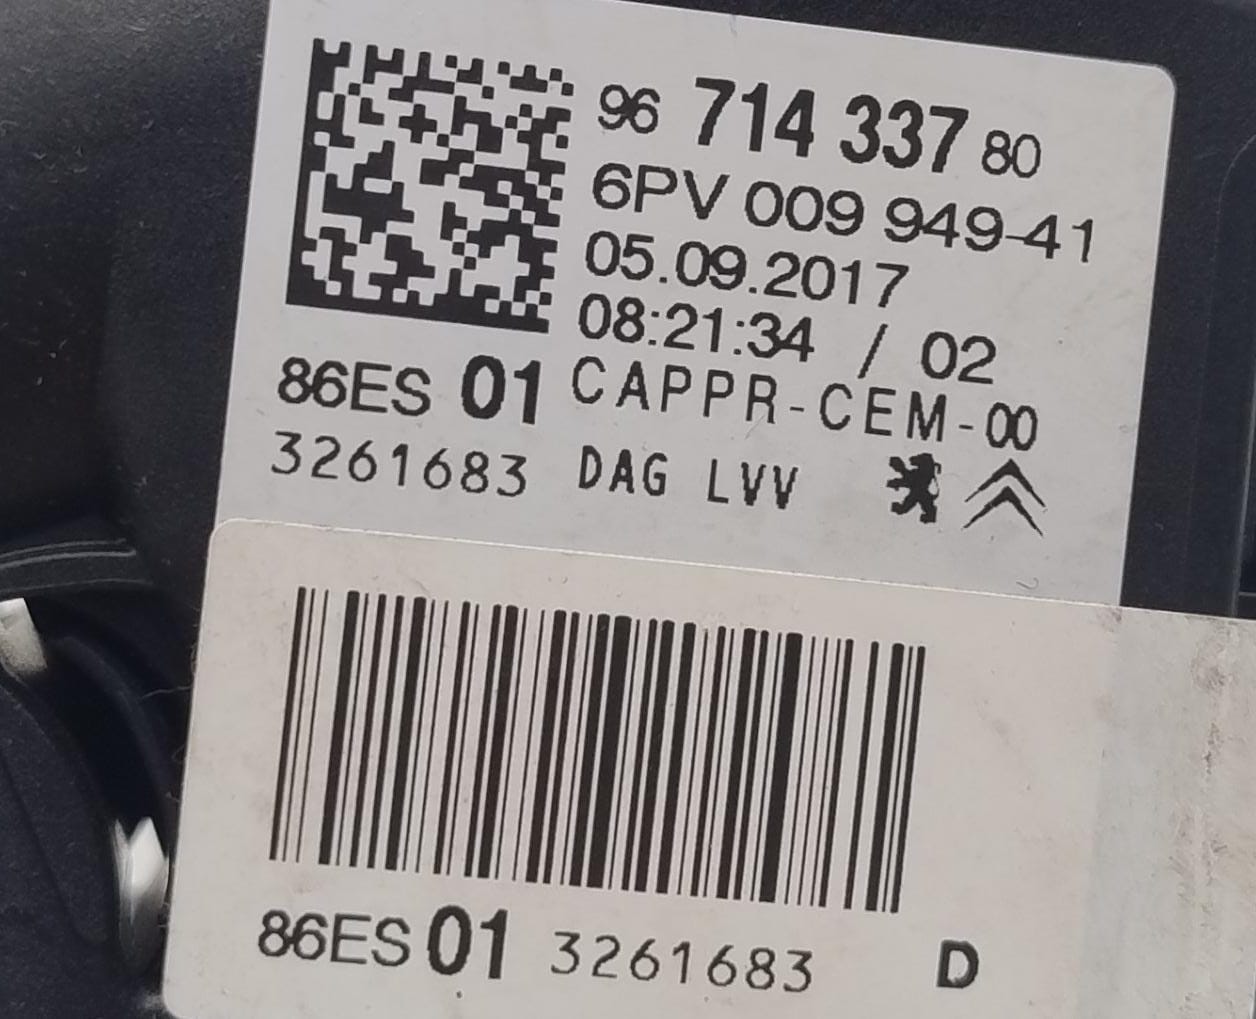 96 714 337 80
6PV 009 949-41
05.09.2017
08:21:34 / 02
86ES 01 CAPPR-CEM-00
3261683 DAG LVV
86ES 01 3261683 D